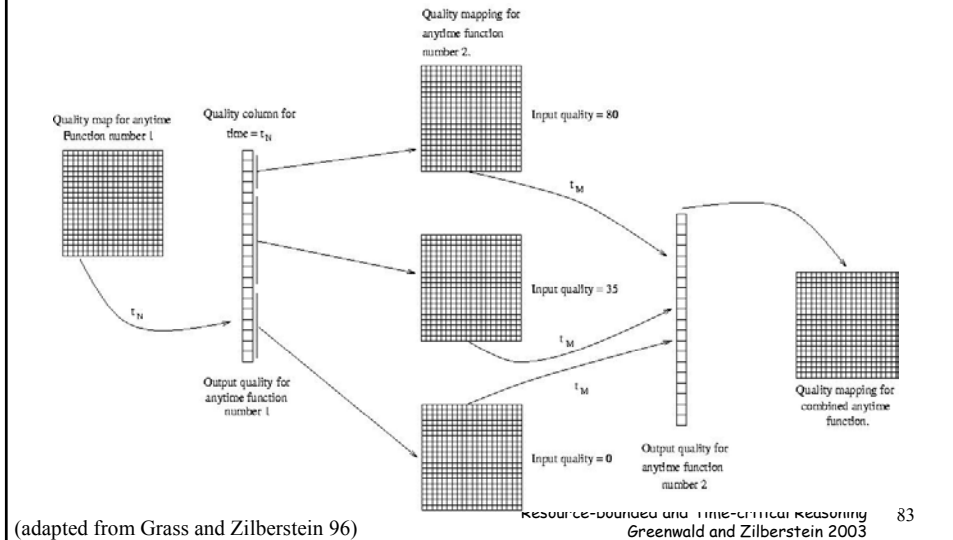 Quality mapping for
anytime function
number 2.
Quality map for anytime
Function number 1
Quality column for
time = t_N
Input quality = 80
t_M
Input quality = 35
t_N
t_M
t_M
Output quality for
anytime function
number 1
Quality mapping for
combined anytime
function.
Input quality = 0
Output quality for
anytime function
number 2
Resource-bounded and Time-critical Reasoning
(adapted from Grass and Zilberstein 96)
Greenwald and Zilberstein 2003
83